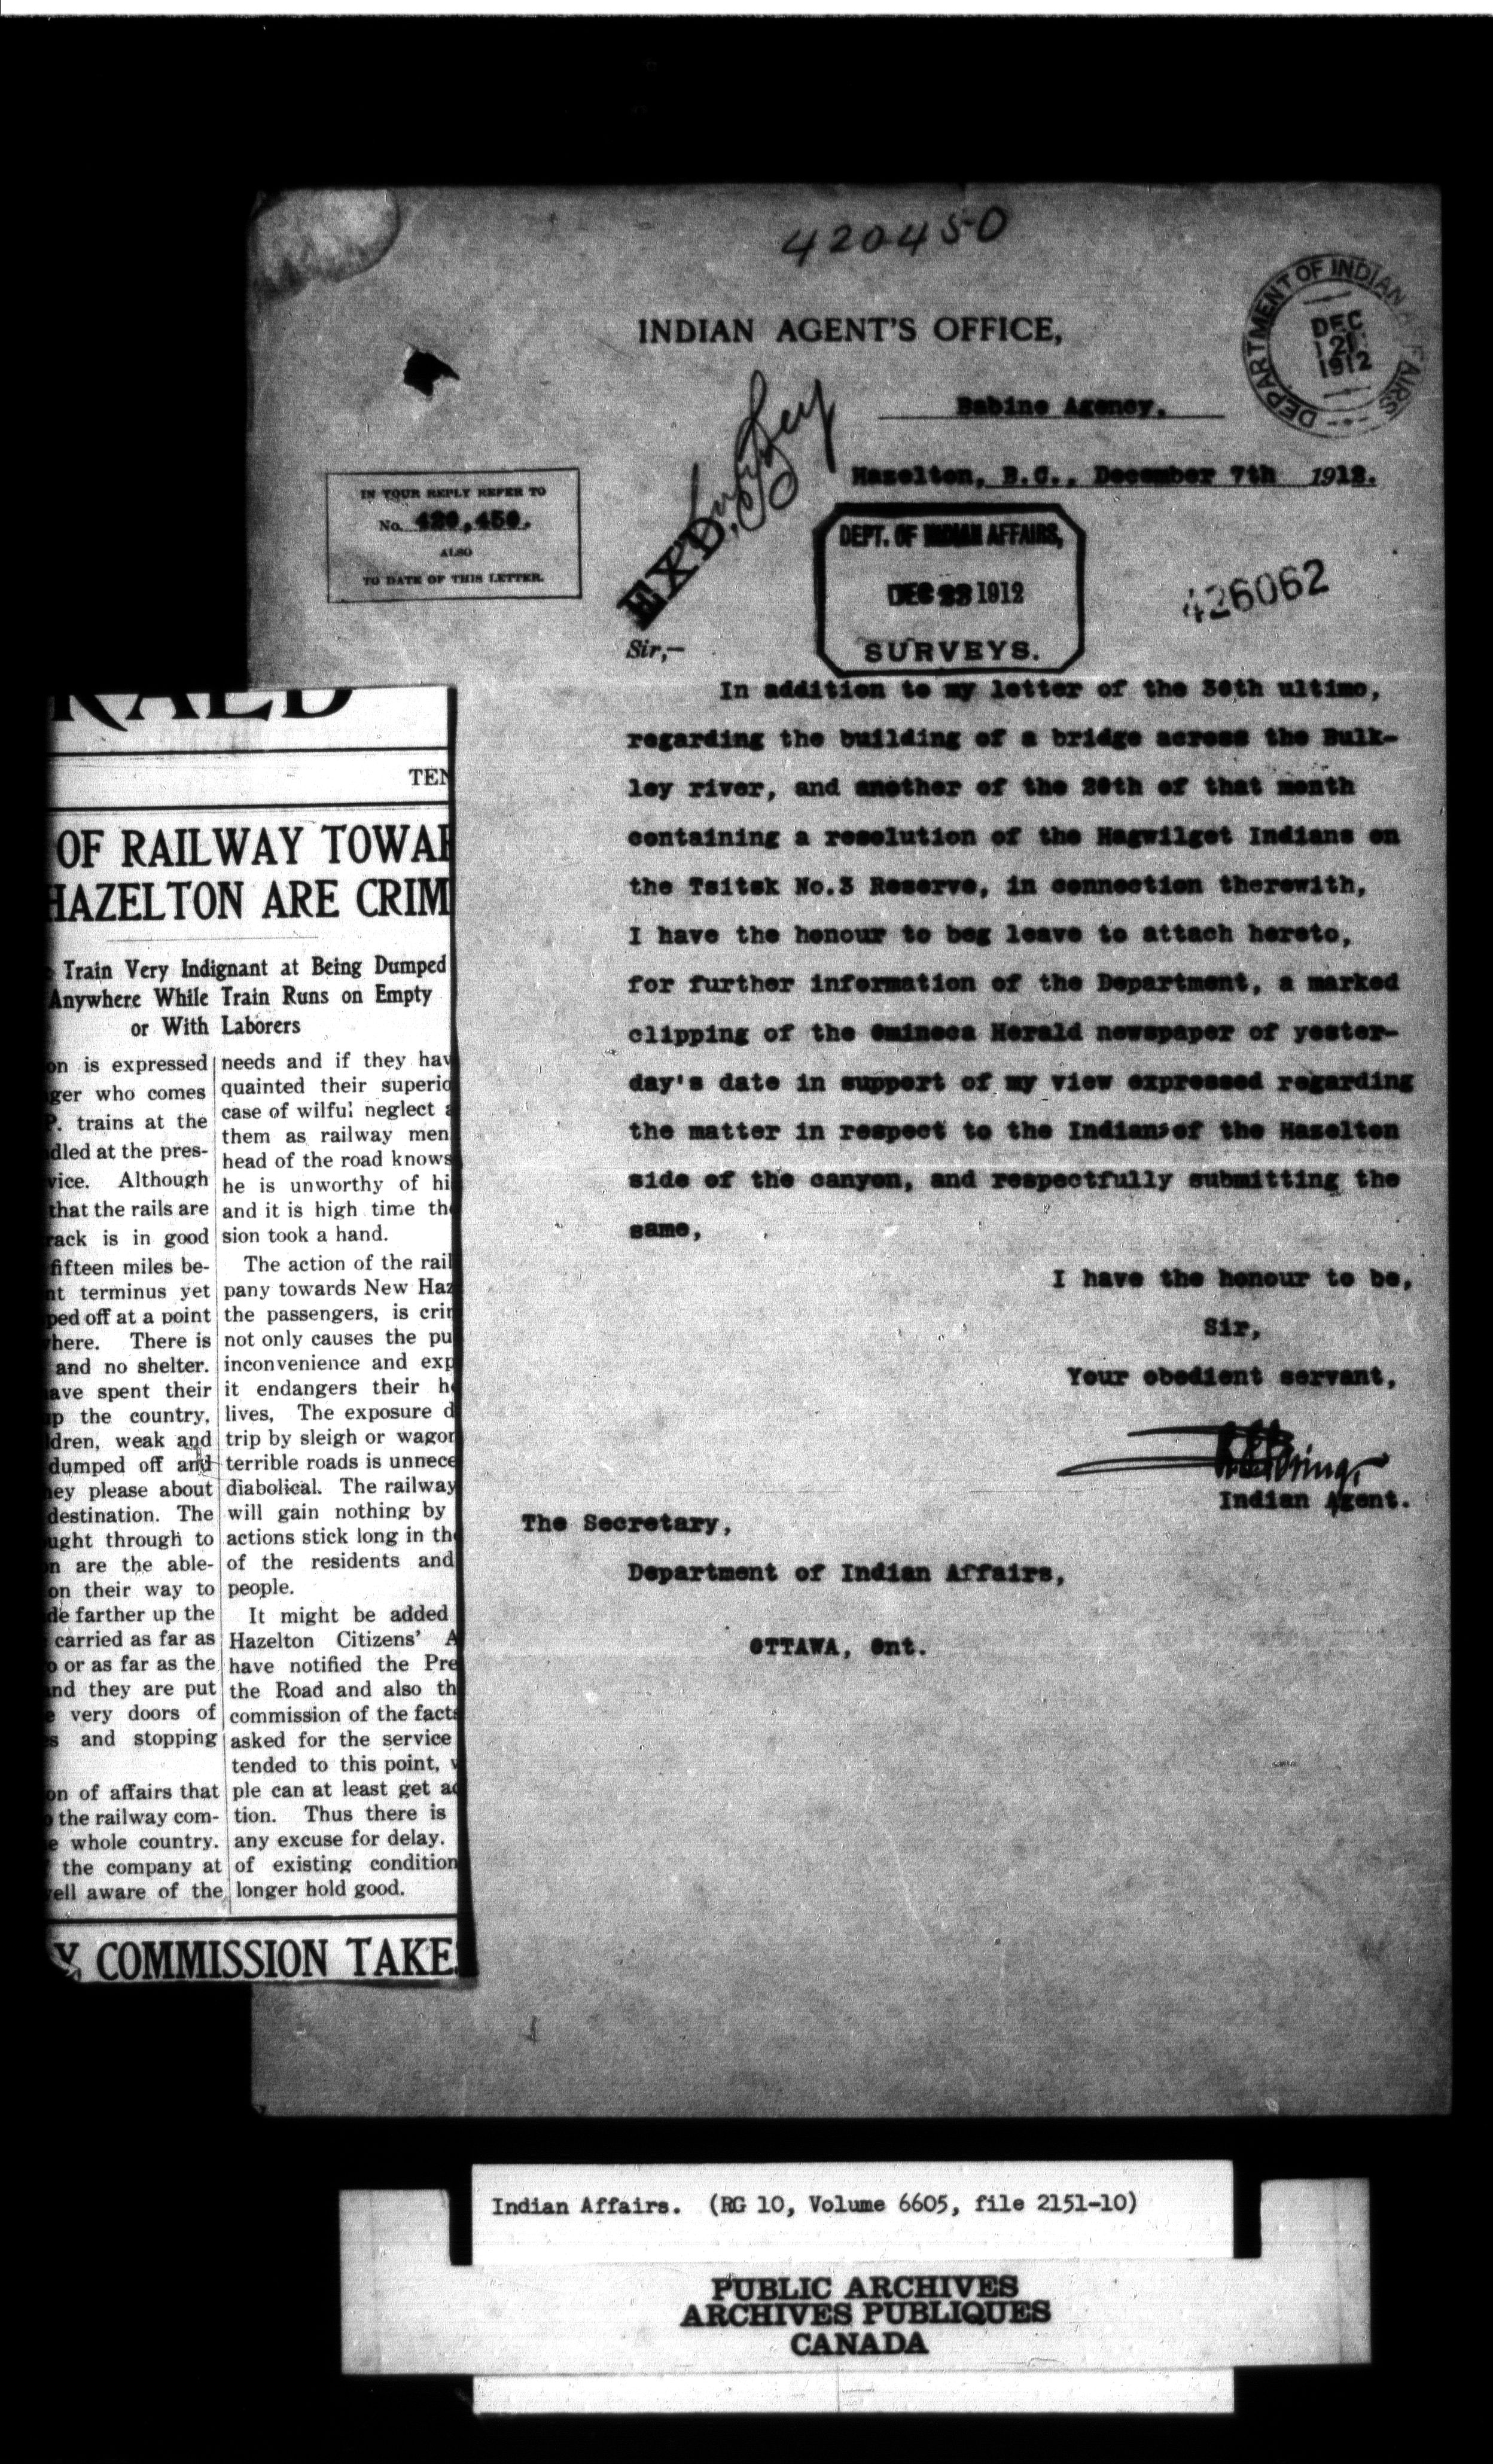 420450
INDIAN AGENT'S OFFICE,
DEPARTMENT OF INDIAN AFFAIRS
DEC
21
1912
Babine Agency,
Hazelton, B.C., December 7th 1912.
IN YOUR REPLY REFER TO
No. 420,450.
ALSO
TO DATE OF THIS LETTER.
EX'D.
DEPT. OF INDIAN AFFAIRS,
DEC 23 1912
SURVEYS.
426062
Sir,—
In addition to my letter of the 30th ultimo,
regarding the building of a bridge across the Bulk-
ley river, and another of the 20th of that month
containing a resolution of the Hagwilget Indians on
the Tsitsk No.3 Reserve, in connection therewith,
I have the honour to beg leave to attach hereto,
for further information of the Department, a marked
clipping of the Omineca Herald newspaper of yester-
day's date in support of my view expressed regarding
the matter in respect to the Indians of the Hazelton
side of the canyon, and respectfully submitting the
same,
I have the honour to be,
Sir,
Your obedient servant,
Indian Agent.
The Secretary,
Department of Indian Affairs,
OTTAWA, Ont.
RALD
TEN
OF RAILWAY TOWAR
HAZELTON ARE CRIM
Train Very Indignant at Being Dumped
Anywhere While Train Runs on Empty
or With Laborers
on is expressed
ger who comes
P. trains at the
dled at the pres-
vice. Although
that the rails are
rack is in good
fifteen miles be-
nt terminus yet
ped off at a point
here. There is
and no shelter.
ave spent their
up the country,
dren, weak and
dumped off and
ey please about
destination. The
ught through to
n are the able-
on their way to
de farther up the
carried as far as
o or as far as the
nd they are put
e very doors of
s and stopping
on of affairs that
the railway com-
e whole country.
the company at
ell aware of the
needs and if they hav
quainted their superio
case of wilful neglect a
them as railway men
head of the road knows
he is unworthy of hi
and it is high time th
sion took a hand.
The action of the rail
pany towards New Haz
the passengers, is crim
not only causes the pu
inconvenience and exp
it endangers their he
lives, The exposure d
trip by sleigh or wagon
terrible roads is unnece
diabolical. The railway
will gain nothing by
actions stick long in the
of the residents and
people.
It might be added
Hazelton Citizens' A
have notified the Pre
the Road and also th
commission of the facts
asked for the service
tended to this point, w
ple can at least get ac
tion. Thus there is
any excuse for delay.
of existing condition
longer hold good.
Y COMMISSION TAKES
Indian Affairs. (RG 10, Volume 6605, file 2151-10)
PUBLIC ARCHIVES
ARCHIVES PUBLIQUES
CANADA